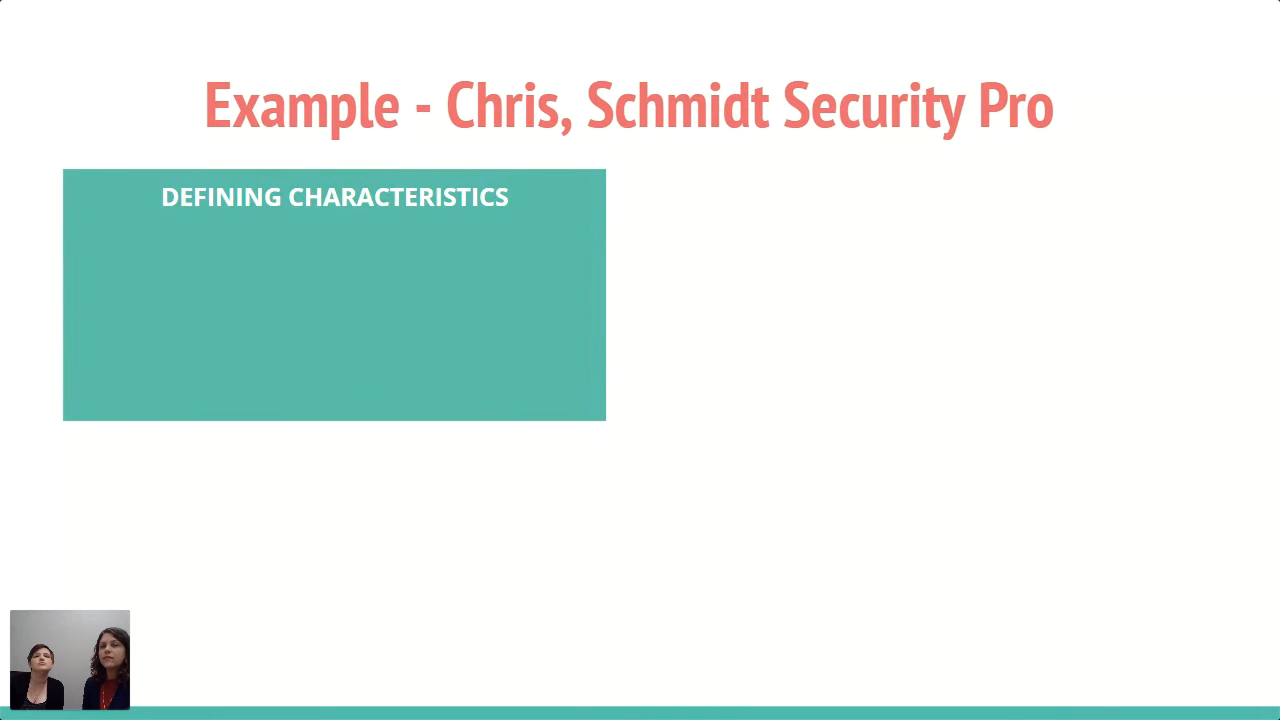 Example - Chris, Schmidt Security Pro
DEFINING CHARACTERISTICS